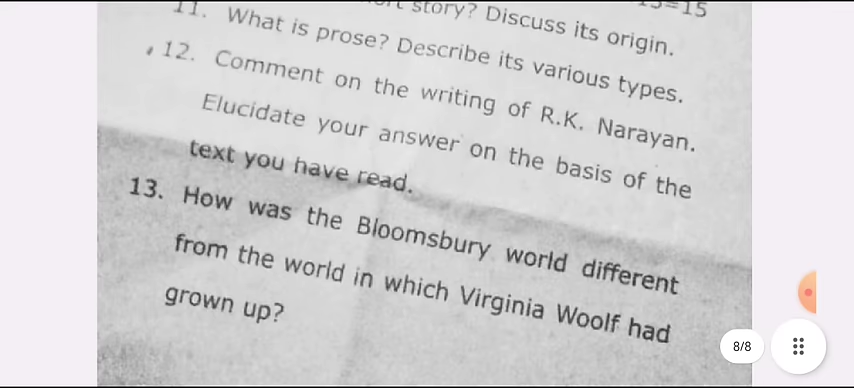 story? Discuss its origin.
11. What is prose? Describe its various types.
12. Comment on the writing of R.K. Narayan.
Elucidate your answer on the basis of the
text you have read.
13. How was the Bloomsbury world different
from the world in which Virginia Woolf had
grown up?
8/8